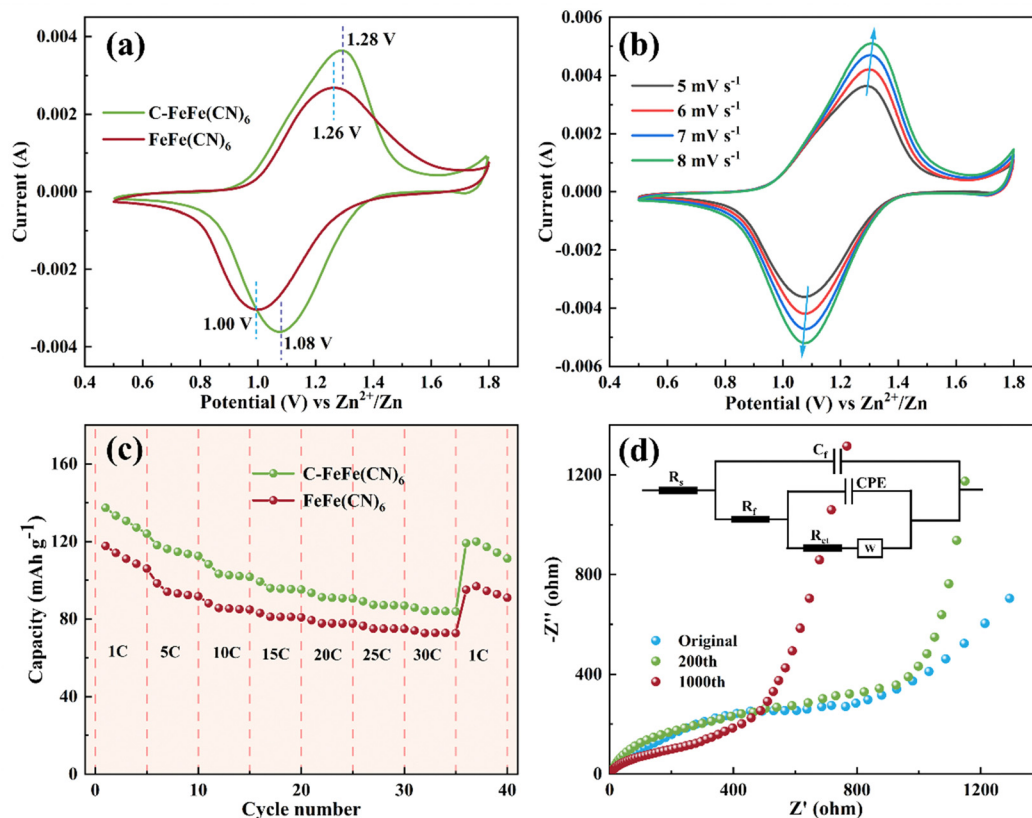 (a)
0.004
0.002
0.000
-0.002
-0.004
Current (A)
C-FeFe(CN)₆
FeFe(CN)₆
1.28 V
1.26 V
1.00 V
1.08 V
0.4 0.6 0.8 1.0 1.2 1.4 1.6 1.8
Potential (V) vs Zn²⁺/Zn
(b)
0.006
0.004
0.002
0.000
-0.002
-0.004
-0.006
Current (A)
5 mV s⁻¹
6 mV s⁻¹
7 mV s⁻¹
8 mV s⁻¹
0.4 0.6 0.8 1.0 1.2 1.4 1.6 1.8
Potential (V) vs Zn²⁺/Zn
(c)
160
120
80
40
0
Capacity (mAh g⁻¹)
C-FeFe(CN)₆
FeFe(CN)₆
1C 5C 10C 15C 20C 25C 30C 1C
0 10 20 30 40
Cycle number
(d)
-1200
-800
-400
0
-Z'' (ohm)
Cf
Rs
CPE
Rf
Rct
W
Original
200th
1000th
0 400 800 1200
Z' (ohm)